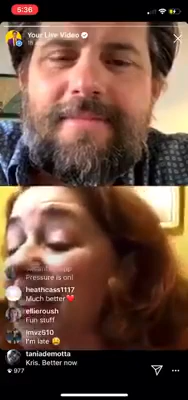 5:36
Your Live Video
Pressure is on!
heathcass1117
Much better❤️
ellieroush
Fun stuff
I'm late 😄
taniademotta
Kris. Better now
977